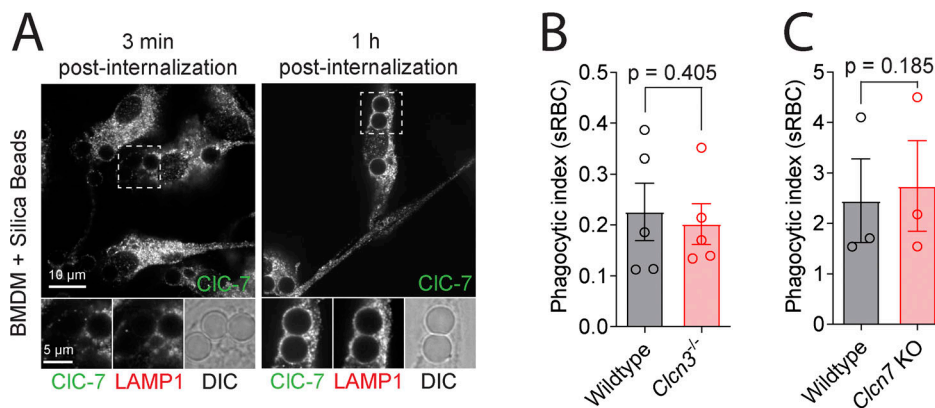 A
3 min
post-internalization
1 h
post-internalization
BMDM + Silica Beads
10 µm
ClC-7
ClC-7
5 µm
ClC-7 LAMP1 DIC
ClC-7 LAMP1 DIC
B
p = 0.405
Phagocytic index (sRBC)
0.5
0.4
0.3
0.2
0.1
0.0
Wildtype
Clcn3-/-
C
p = 0.185
Phagocytic index (sRBC)
5
4
3
2
1
0
Wildtype
Clcn7 KO